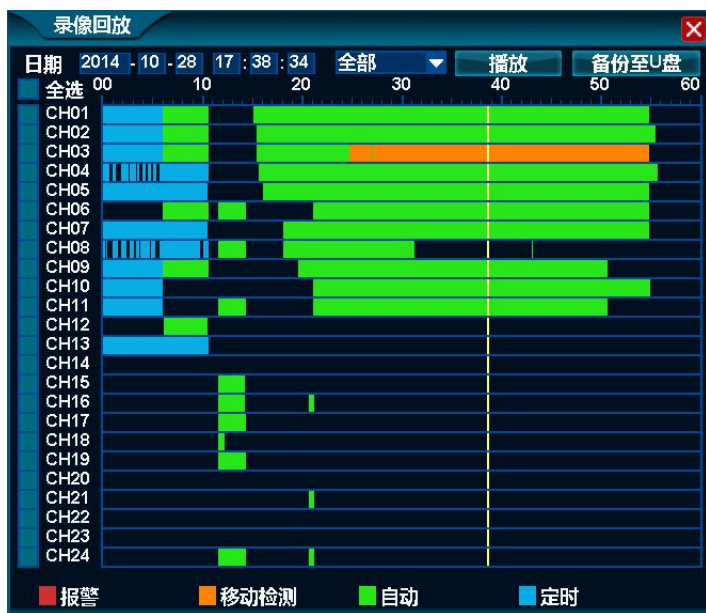 录像回放
日期 2014 - 10 - 28 17 : 38 : 34 全部 播放 备份至U盘
全选 00 10 20 30 40 50 60
CH01
CH02
CH03
CH04
CH05
CH06
CH07
CH08
CH09
CH10
CH11
CH12
CH13
CH14
CH15
CH16
CH17
CH18
CH19
CH20
CH21
CH22
CH23
CH24
报警 移动检测 自动 定时